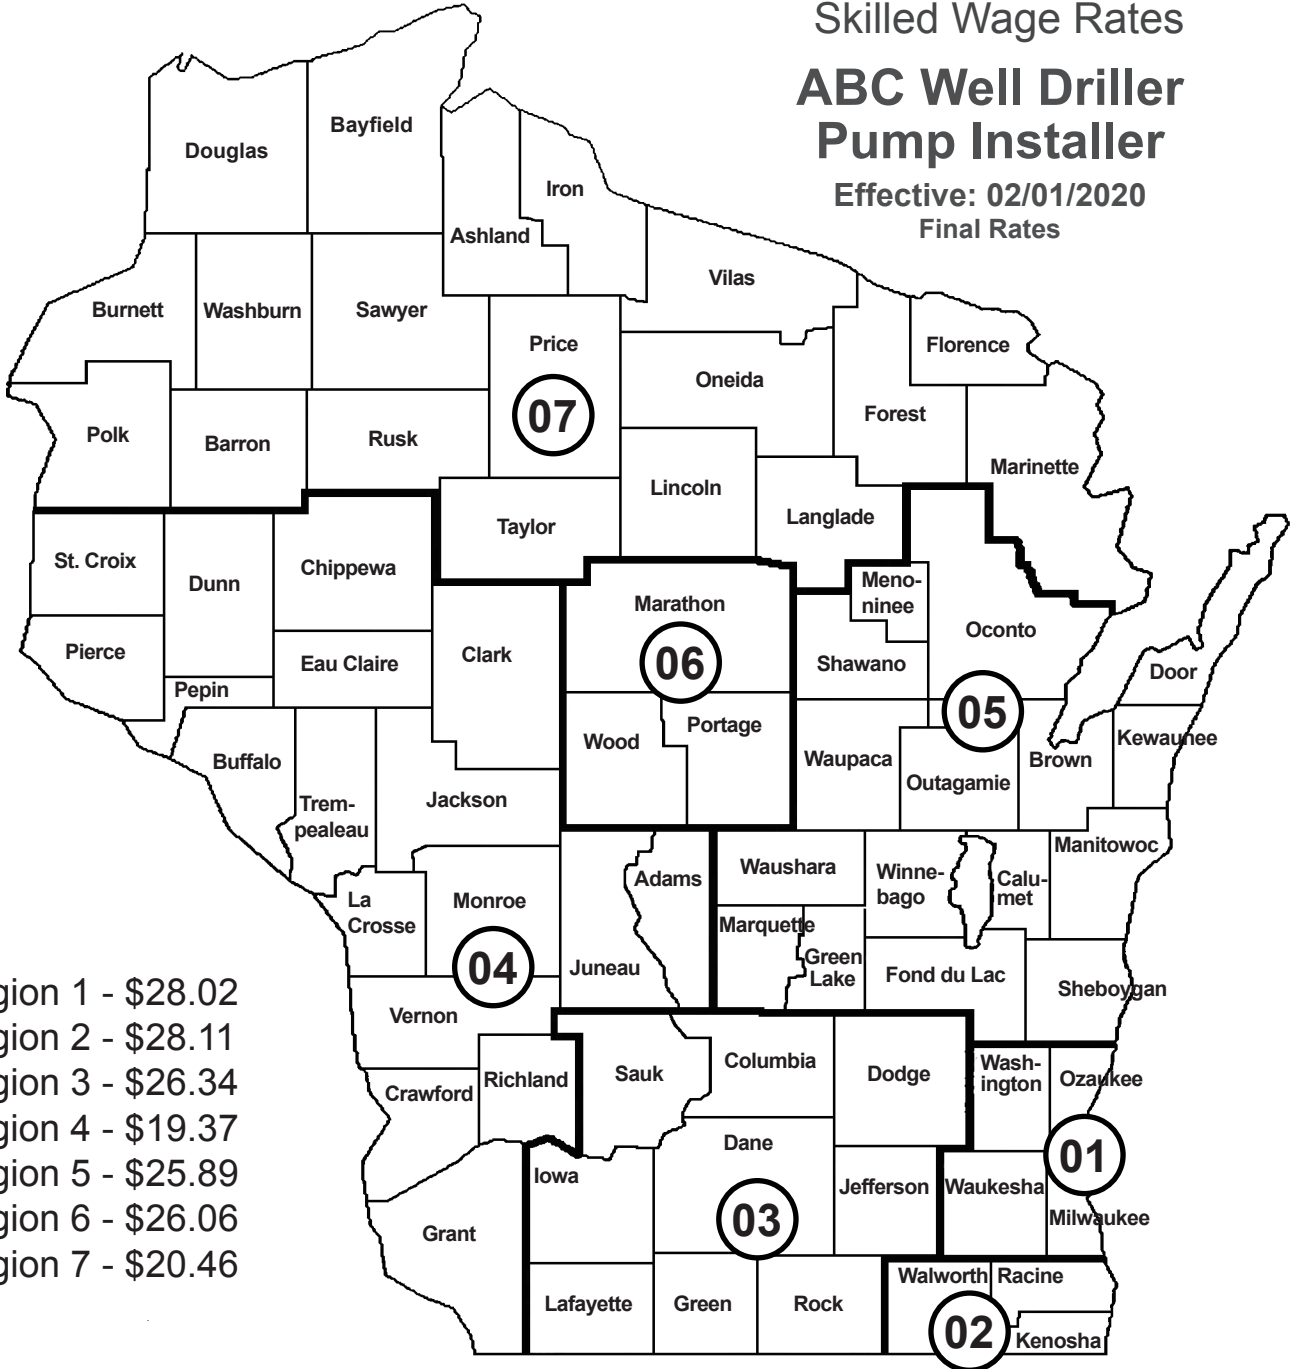 Skilled Wage Rates
ABC Well Driller
Pump Installer
Effective: 02/01/2020
Final Rates
Douglas
Bayfield
Iron
Ashland
Vilas
Burnett
Washburn
Sawyer
Price
Florence
Oneida
07
Forest
Polk
Barron
Rusk
Marinette
Lincoln
Langlade
Taylor
St. Croix
Dunn
Chippewa
Meno-
ninee
Marathon
Oconto
Pierce
Eau Claire
Clark
06
Shawano
Door
Pepin
05
Wood
Portage
Kewaunee
Buffalo
Waupaca
Brown
Outagamie
Trem-
pealeau
Jackson
Manitowoc
Waushara
Winne-
bago
Calu-
met
Adams
La
Crosse
Monroe
Marquette
04
Juneau
Green
Lake
Fond du Lac
Sheboygan
Vernon
gion 1 - $28.02
gion 2 - $28.11
gion 3 - $26.34
gion 4 - $19.37
gion 5 - $25.89
gion 6 - $26.06
gion 7 - $20.46
Columbia
Wash-
ington
Ozaukee
Sauk
Dodge
Richland
Crawford
Dane
01
Iowa
Jefferson
Waukesha
Milwaukee
03
Grant
Walworth
Racine
Lafayette
Green
Rock
02
Kenosha